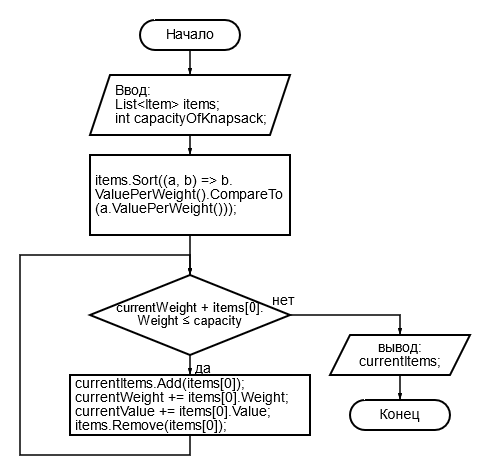 Начало
Ввод:
List<Item> items;
int capacityOfKnapsack;
items.Sort((a, b) => b.
ValuePerWeight().CompareTo
(a.ValuePerWeight()));
currentWeight + items[0].
Weight ≤ capacity
нет
да
вывод:
currentItems;
currentItems.Add(items[0]);
currentWeight += items[0].Weight;
currentValue += items[0].Value;
items.Remove(items[0]);
Конец